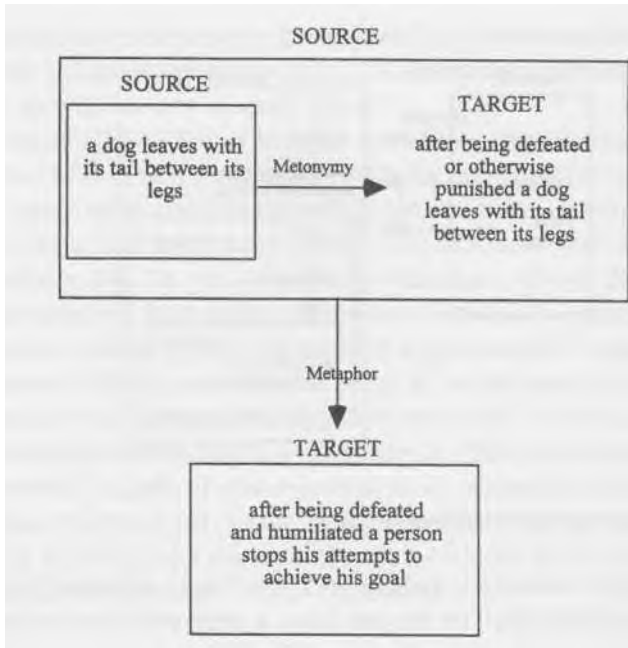 SOURCE
SOURCE
a dog leaves with
its tail between its
legs
Metonymy
TARGET
after being defeated
or otherwise
punished a dog
leaves with its tail
between its legs
Metaphor
TARGET
after being defeated
and humiliated a person
stops his attempts to
achieve his goal